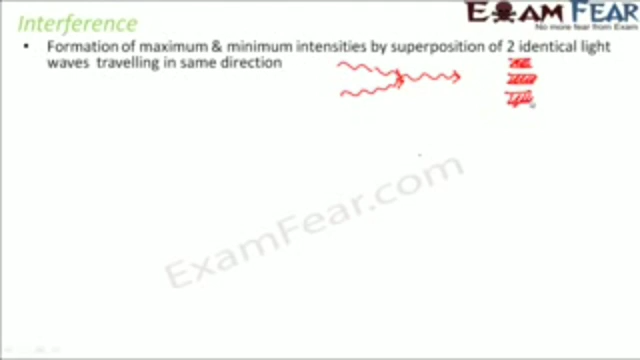 Interference
EXAM FEAR
No more fear from Exam
• Formation of maximum & minimum intensities by superposition of 2 identical light
waves travelling in same direction
ExamFear.com